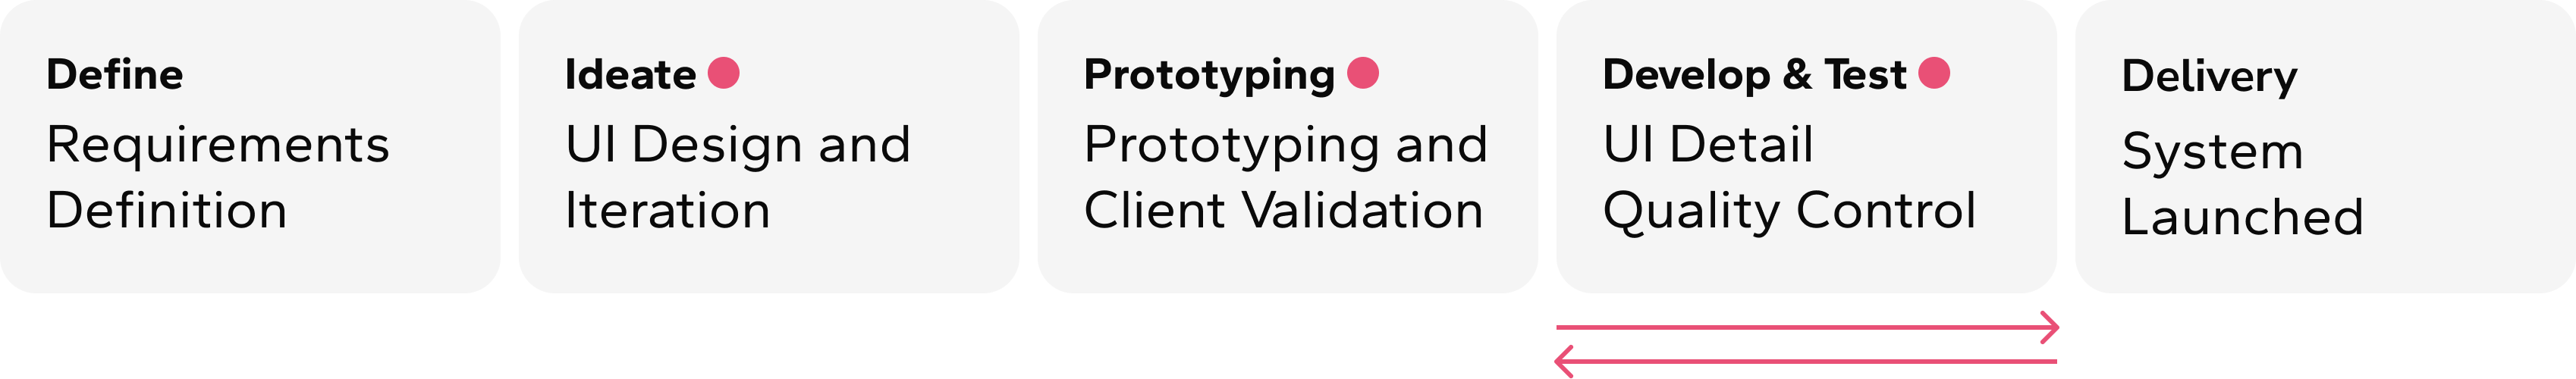 Define
Requirements
Definition
Ideate
UI Design and
Iteration
Prototyping
Prototyping and
Client Validation
Develop & Test
UI Detail
Quality Control
Delivery
System
Launched